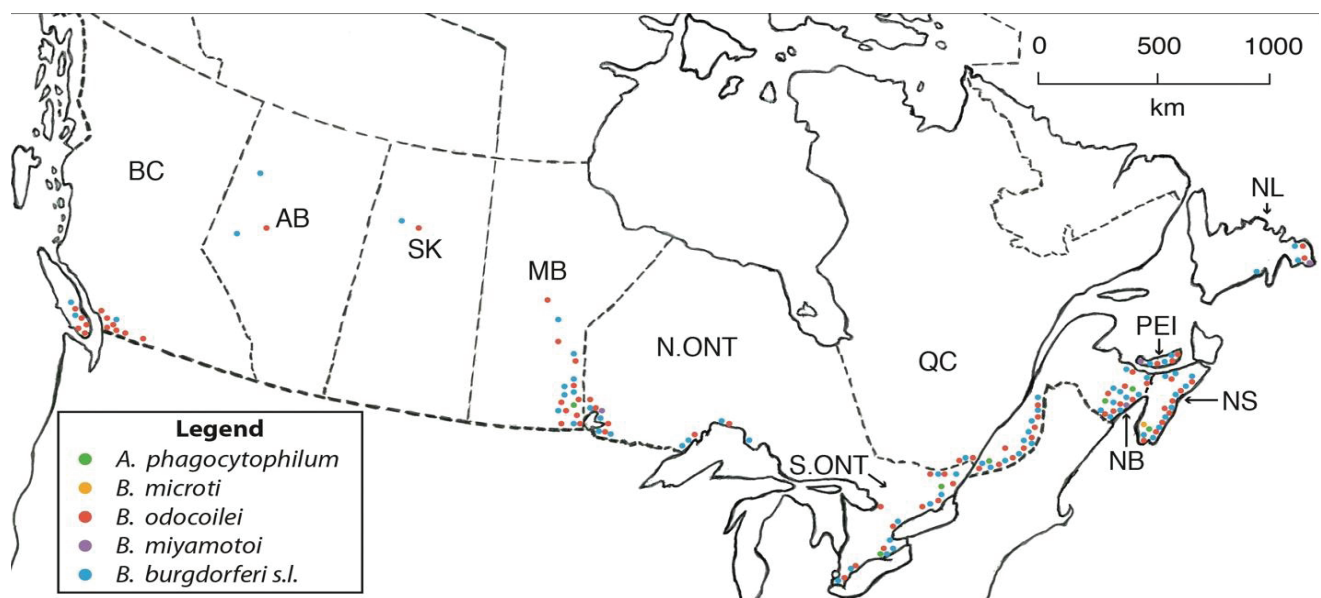 0 500 1000
km
BC
AB
SK
MB
N.ONT
QC
NL
PEI
NS
NB
S.ONT
Legend
A. phagocytophilum
B. microti
B. odocoilei
B. miyamotoi
B. burgdorferi s.l.